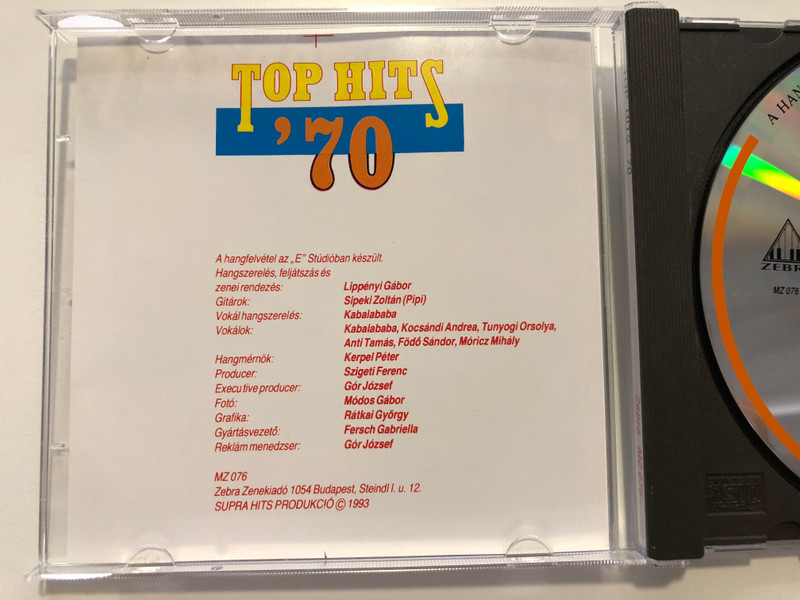 TOP HITS
'70
A hangfelvétel az „E” Stúdióban készült.
Hangszerelés, feljátszás és
zenei rendezés: Lippényi Gábor
Gitárok: Sipeki Zoltán (Pipi)
Vokál hangszerelés: Kabalababa
Vokálok: Kabalababa, Kocsándi Andrea, Tunyogi Orsolya,
Anti Tamás, Födő Sándor, Móricz Mihály
Hangmérnök: Kerpel Péter
Producer: Szigeti Ferenc
Executive producer: Gór József
Fotó: Módos Gábor
Grafika: Rátkai György
Gyártásvezető: Fersch Gabriella
Reklám menedzser: Gór József
MZ 076
Zebra Zenekiadó 1054 Budapest, Steindl I. u. 12.
SUPRA HITS PRODUKCIÓ © 1993
A HAN
ZEBR
MZ 076